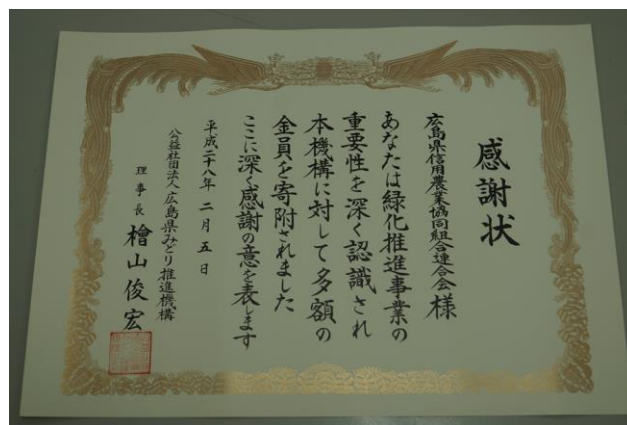 感謝状
広島県信用農業協同組合連合会 様
あなたは緑化推進事業の
重要性を深く認識され
本機構に対して多額の
金員を寄附されました
ここに深く感謝の意を表します
平成二十八年 二月 五日
公益社団法人広島県みどり推進機構
理事長 檜山俊宏